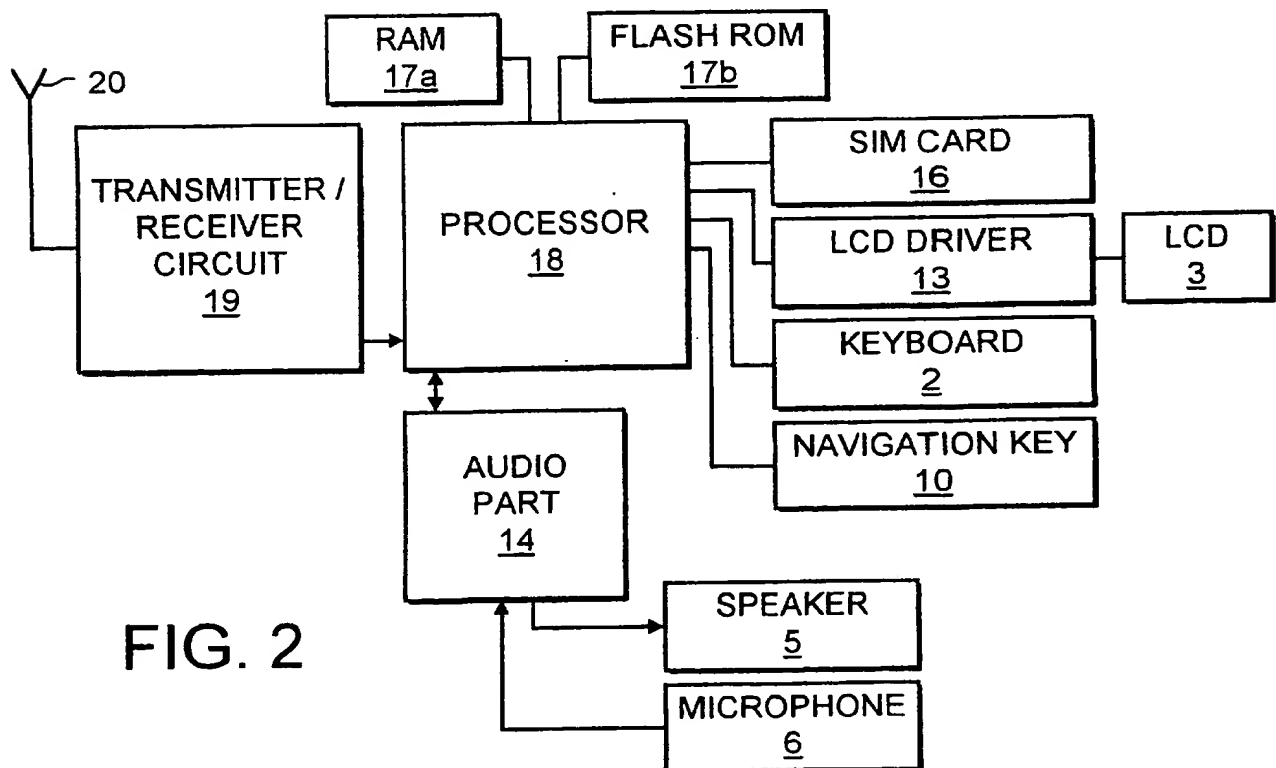 RAM
17a
FLASH ROM
17b
20
TRANSMITTER /
RECEIVER
CIRCUIT
19
PROCESSOR
18
SIM CARD
16
LCD DRIVER
13
LCD
3
KEYBOARD
2
NAVIGATION KEY
10
AUDIO
PART
14
SPEAKER
5
MICROPHONE
6
FIG. 2